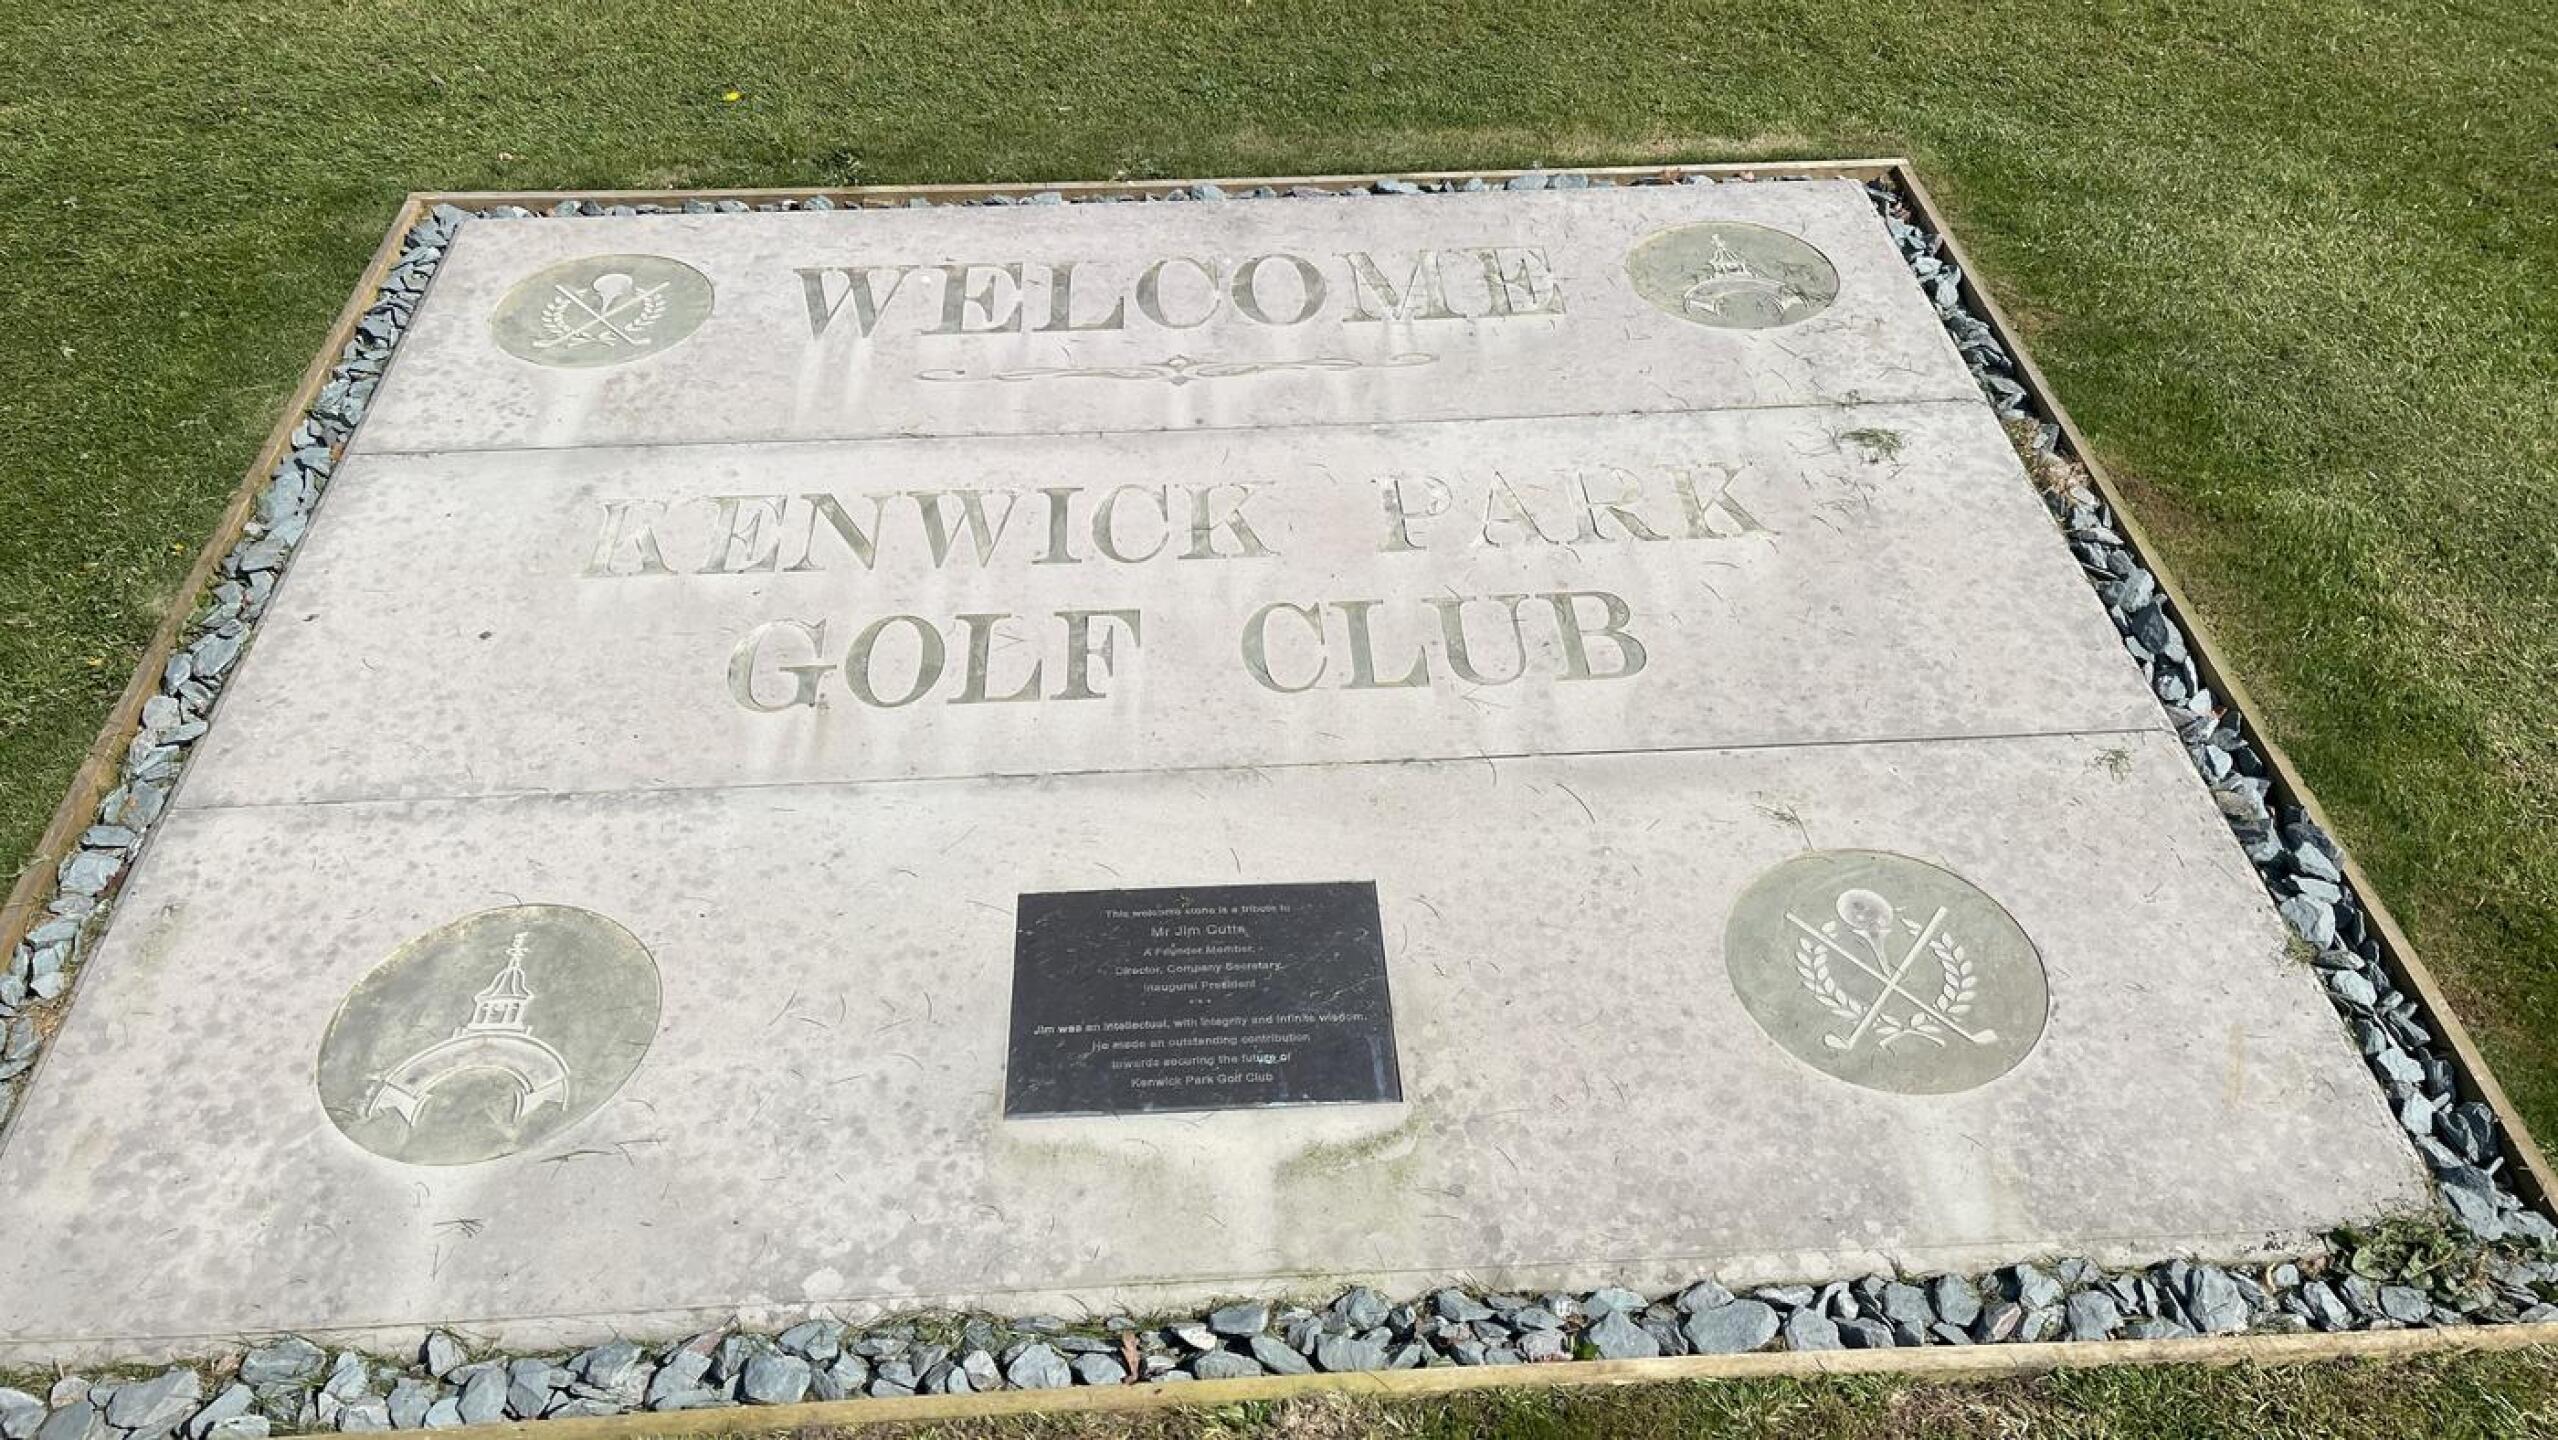 WELCOME
KENWICK PARK
GOLF CLUB
This welcome stone is a tribute to
Mr Jim Cutts
A Founder Member,
Director, Company Secretary
Inaugural President
Jim was an intellectual, with integrity and infinite wisdom.
He made an outstanding contribution
towards securing the future of
Kenwick Park Golf Club